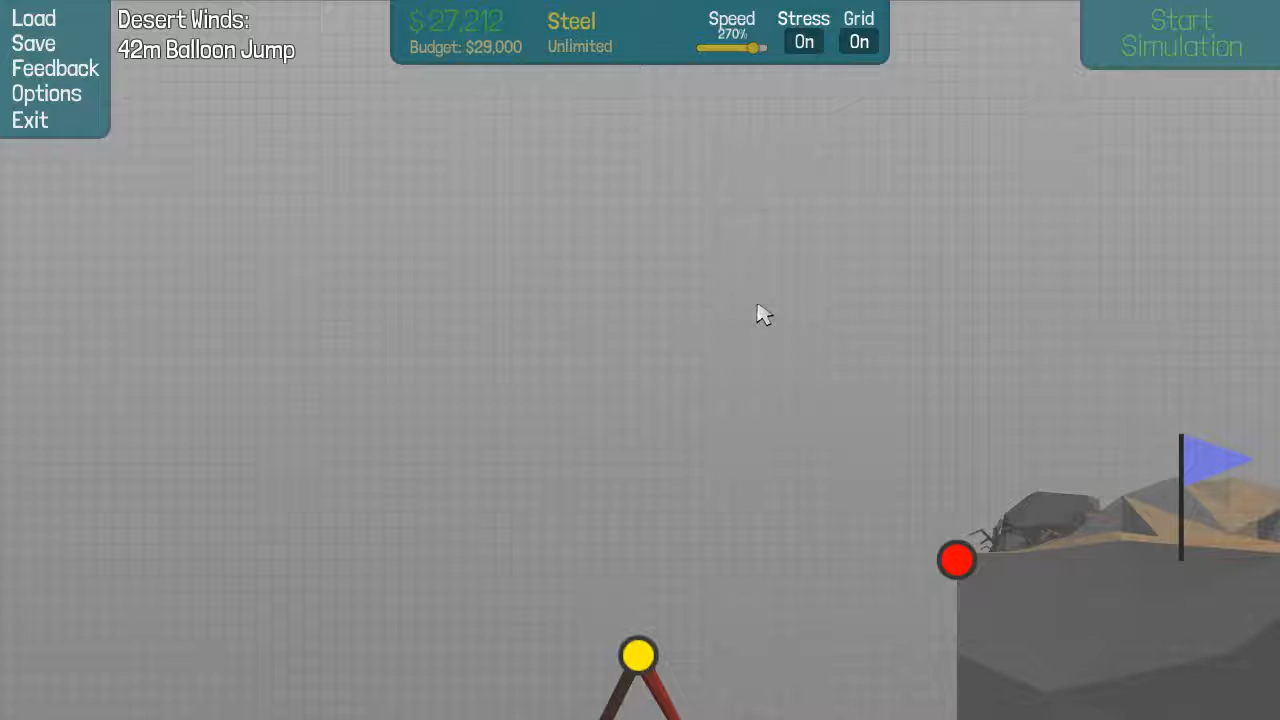 Load
Save
Feedback
Options
Exit
Desert Winds:
42m Balloon Jump
$27,212
Budget: $29,000
Steel
Unlimited
Speed
270%
Stress
On
Grid
On
Start
Simulation